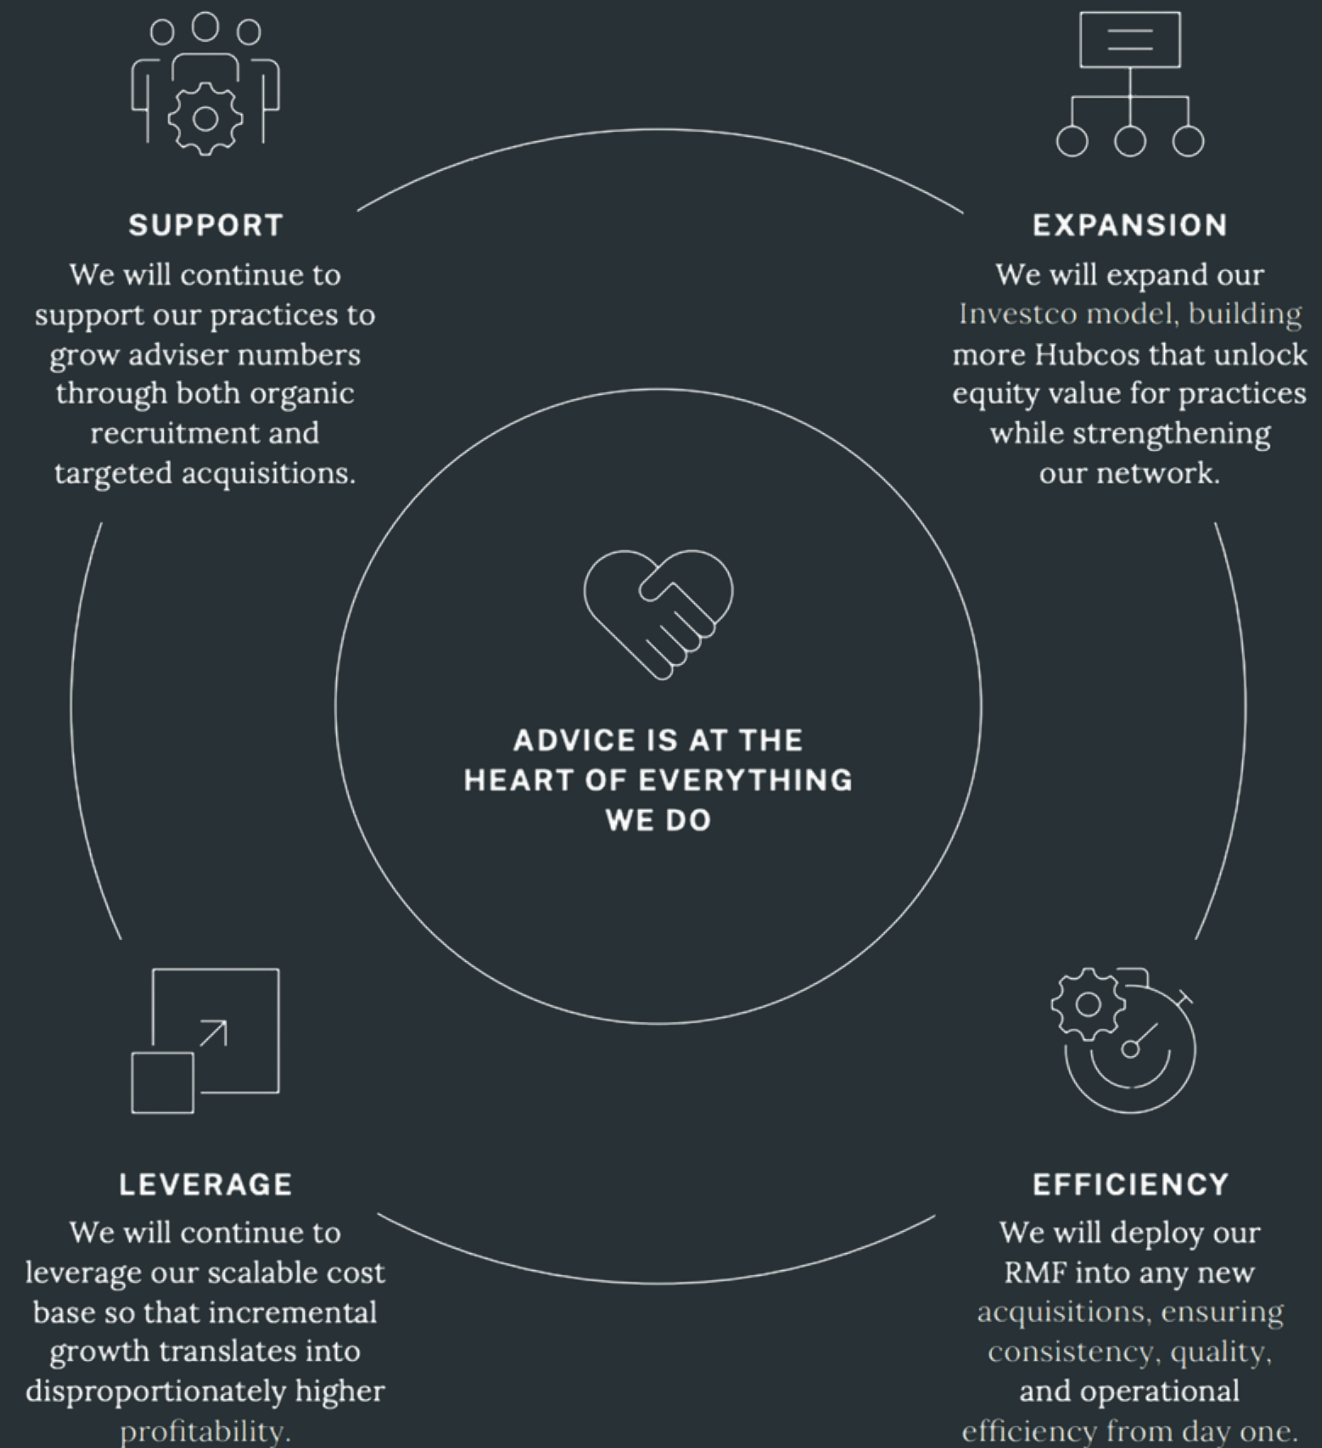 SUPPORT
We will continue to
support our practices to
grow adviser numbers
through both organic
recruitment and
targeted acquisitions.
EXPANSION
We will expand our
Investco model, building
more Hubcos that unlock
equity value for practices
while strengthening
our network.
ADVICE IS AT THE
HEART OF EVERYTHING
WE DO
LEVERAGE
We will continue to
leverage our scalable cost
base so that incremental
growth translates into
disproportionately higher
profitability.
EFFICIENCY
We will deploy our
RMF into any new
acquisitions, ensuring
consistency, quality,
and operational
efficiency from day one.